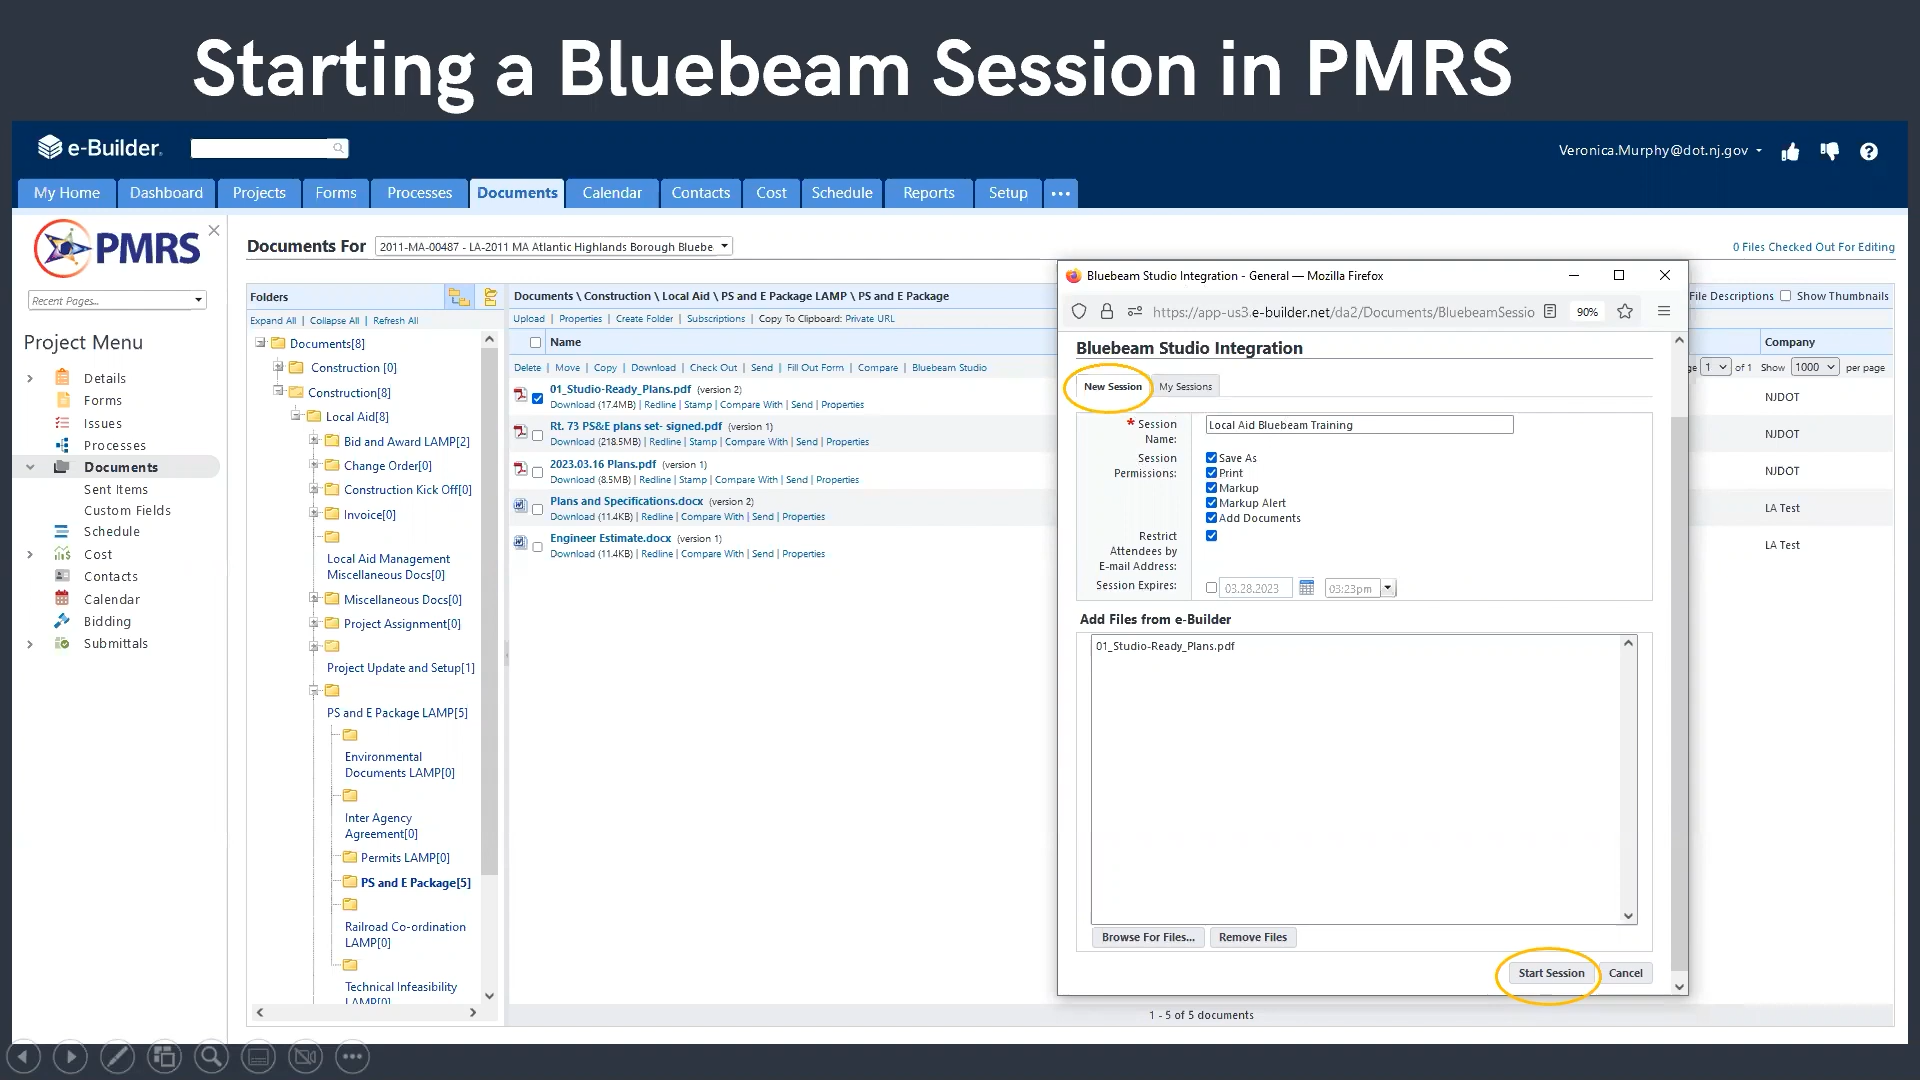 Starting a Bluebeam Session in PMRS
e-Builder.
Veronica.Murphy@dot.nj.gov
My Home Dashboard Projects Forms Processes Documents Calendar Contacts Cost Schedule Reports Setup
PMRS
Recent Pages...
Project Menu
Details
Forms
Issues
Processes
Documents
Sent Items
Custom Fields
Schedule
Cost
Contacts
Calendar
Bidding
Submittals
Documents For 2011-MA-00487 - LA-2011 MA Atlantic Highlands Borough Bluebe
0 Files Checked Out For Editing
Folders
Expand All | Collapse All | Refresh All
Documents[8]
Construction [0]
Construction[8]
Local Aid[8]
Bid and Award LAMP[2]
Change Order[0]
Construction Kick Off[0]
Invoice[0]
Local Aid Management
Miscellaneous Docs[0]
Miscellaneous Docs[0]
Project Assignment[0]
Project Update and Setup[1]
PS and E Package LAMP[5]
Environmental
Documents LAMP[0]
Inter Agency
Agreement[0]
Permits LAMP[0]
PS and E Package[5]
Railroad Co-ordination
LAMP[0]
Technical Infeasibility
LAMP[0]
Documents \ Construction \ Local Aid \ PS and E Package LAMP \ PS and E Package
File Descriptions Show Thumbnails
Upload | Properties | Create Folder | Subscriptions | Copy To Clipboard: Private URL
Name
Company
Delete | Move | Copy | Download | Check Out | Send | Fill Out Form | Compare | Bluebeam Studio
1 of 1 Show 1000 per page
01_Studio-Ready_Plans.pdf (version 2)
Download (17.4MB) | Redline | Stamp | Compare With | Send | Properties
NJDOT
Rt. 73 PS&E plans set- signed.pdf (version 1)
Download (218.5MB) | Redline | Stamp | Compare With | Send | Properties
NJDOT
2023.03.16 Plans.pdf (version 1)
Download (8.5MB) | Redline | Stamp | Compare With | Send | Properties
NJDOT
Plans and Specifications.docx (version 2)
Download (11.4KB) | Redline | Compare With | Send | Properties
LA Test
Engineer Estimate.docx (version 1)
Download (11.4KB) | Redline | Compare With | Send | Properties
LA Test
1 - 5 of 5 documents
Bluebeam Studio Integration - General — Mozilla Firefox
https://app-us3.e-builder.net/da2/Documents/BluebeamSessio 90%
Bluebeam Studio Integration
New Session My Sessions
* Session
Name:
Local Aid Bluebeam Training
Session
Permissions:
Save As
Print
Markup
Markup Alert
Add Documents
Restrict
Attendees by
E-mail Address:
Session Expires: 03.28.2023 03:23pm
Add Files from e-Builder
01_Studio-Ready_Plans.pdf
Browse For Files... Remove Files
Start Session Cancel